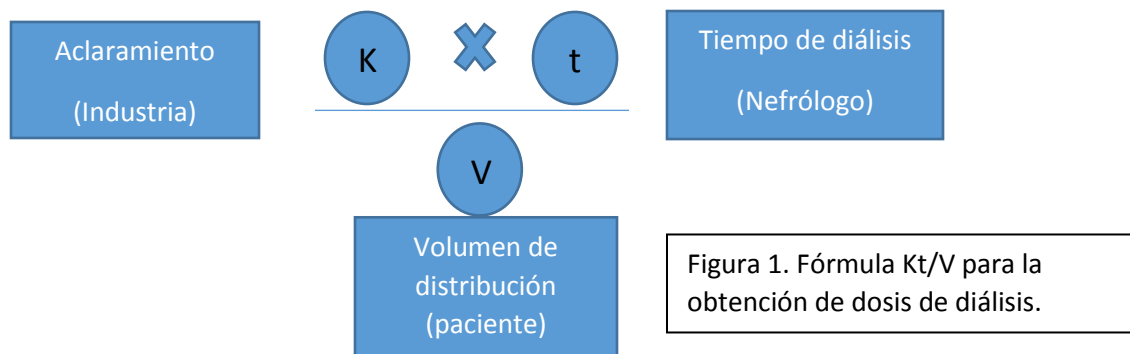 Aclaramiento
(Industria)
K
x
t
Tiempo de diálisis
(Nefrólogo)
V
Volumen de
distribución
(paciente)
Figura 1. Fórmula Kt/V para la
obtención de dosis de diálisis.